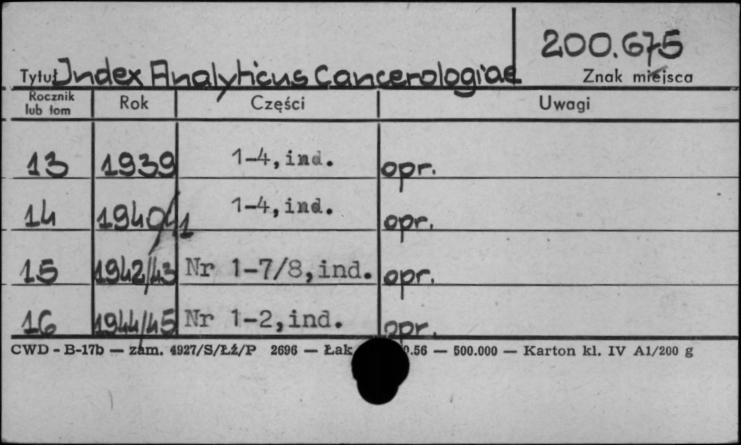 200.675
Tytuł Index Analyticus Cancerologiae Znak miejsca
Rocznik lub tom Rok Części Uwagi
13 1939 1-4, ind. opr.
14 1940/41 1-4, ind. opr.
15 1942/43 Nr 1-7/8, ind. opr.
16 1944/45 Nr 1-2, ind. opr.
CWD - B-17b — zam. 4927/S/Łż/P 2696 — Łak 0.56 — 500.000 — Karton kl. IV A1/200 g